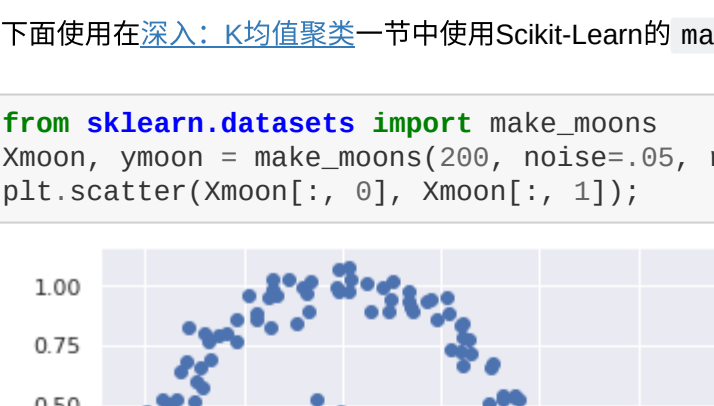 下面使用在深入：K均值聚类一节中使用Scikit-Learn的 ma
from sklearn.datasets import make_moons
Xmoon, ymoon = make_moons(200, noise=.05,
plt.scatter(Xmoon[:, 0], Xmoon[:, 1]);
1.00
0.75
0.50